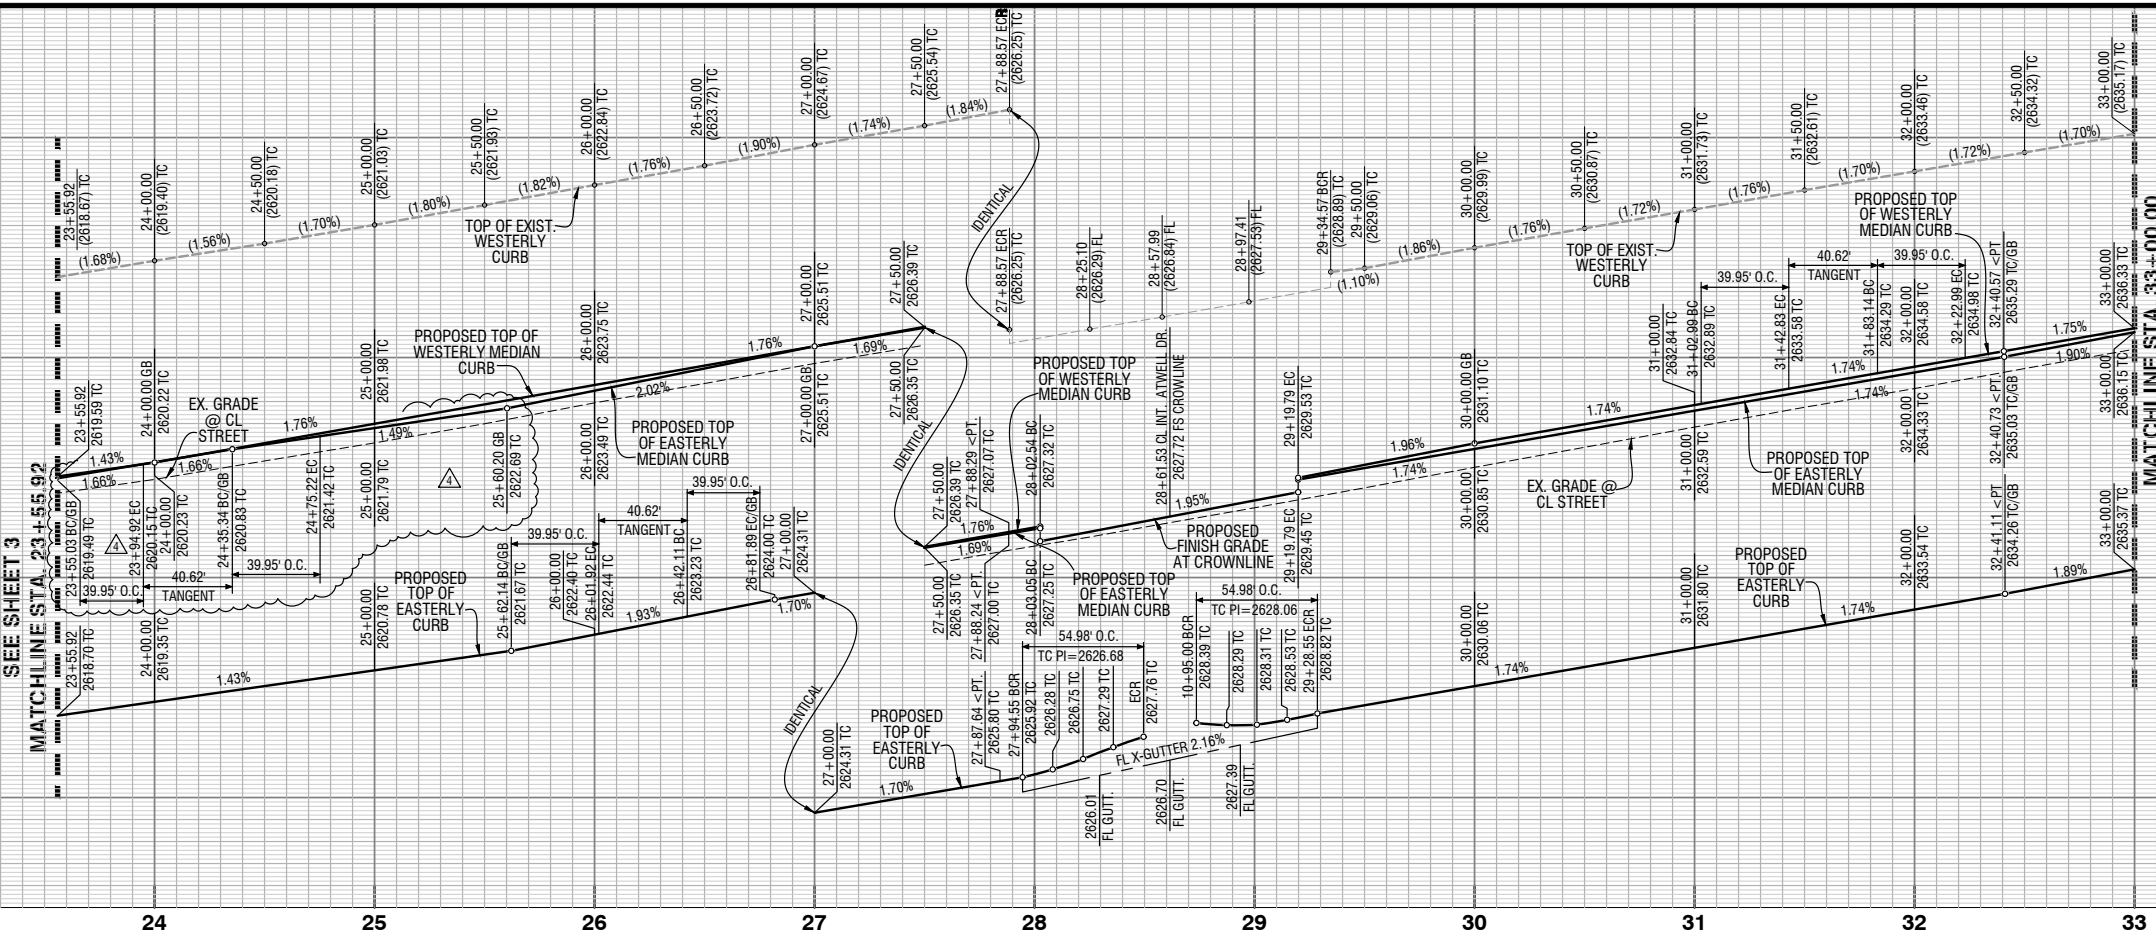 SEE SHEET 3
MATCHLINE STA. 23+55.92
23+55.92
(2618.67) TC
(1.68%)
24+00.00
(2619.40) TC
(1.56%)
24+50.00
(2620.18) TC
(1.70%)
25+00.00
(2621.03) TC
(1.80%)
25+50.00
(2621.93) TC
(1.82%)
TOP OF EXIST.
WESTERLY
CURB
26+00.00
(2622.84) TC
(1.76%)
26+50.00
(2623.72) TC
(1.90%)
27+00.00
(2624.67) TC
(1.74%)
27+50.00
(2625.54) TC
(1.84%)
27+88.57 ECR
(2626.25) TC
IDENTICAL
27+88.57 ECR
(2626.25) TC
28+25.10
(2626.29) FL
28+57.99
(2626.84) FL
28+97.41
(2627.53) FL
29+34.57 BCR
(2628.89) TC
(1.10%)
29+50.00
(2629.06) TC
(1.86%)
30+00.00
(2629.99) TC
(1.76%)
30+50.00
(2630.87) TC
(1.72%)
TOP OF EXIST.
WESTERLY
CURB
31+00.00
(2631.73) TC
(1.76%)
31+50.00
(2632.61) TC
(1.70%)
32+00.00
(2633.46) TC
(1.72%)
32+50.00
(2634.32) TC
(1.70%)
33+00.00
(2635.17) TC
MATCHLINE STA. 33+00.00
23+55.92
2619.59 TC
1.43%
1.66%
24+00.00 GB
2620.22 TC
EX. GRADE
@ CL
STREET
1.66%
1.76%
25+00.00
2621.98 TC
1.49%
PROPOSED TOP OF
WESTERLY MEDIAN
CURB
26+00.00
2623.75 TC
2.02%
1.76%
27+00.00
2625.51 TC
1.69%
27+50.00
2626.39 TC
23+55.03 BC/GB
2619.49 TC
4
23+94.92 EC
2620.15 TC
24+00.00
2620.23 TC
24+35.34 BC/GB
2620.83 TC
24+75.22 EC
2621.42 TC
39.95' O.C.
40.62'
TANGENT
39.95' O.C.
25+00.00
2621.79 TC
4
25+60.20 GB
2622.69 TC
26+00.00
2623.49 TC
PROPOSED TOP
OF EASTERLY
MEDIAN CURB
27+00.00 GB
2625.51 TC
27+50.00
2626.35 TC
IDENTICAL
27+50.00
2626.39 TC
1.76%
1.69%
27+88.29 <PT.
2627.07 TC
28+02.54 BC
2627.32 TC
PROPOSED TOP
OF WESTERLY
MEDIAN CURB
28+61.53 CL INT. ATWELL DR.
2627.72 FS CROWLINE
1.95%
PROPOSED
FINISH GRADE
AT CROWNLINE
27+50.00
2626.35 TC
27+88.24 <PT.
2627.00 TC
28+03.05 BC
2627.25 TC
PROPOSED TOP
OF EASTERLY
MEDIAN CURB
29+19.79 EC
2629.53 TC
29+19.79 EC
2629.45 TC
1.96%
1.74%
30+00.00 GB
2631.10 TC
30+00.00
2630.85 TC
1.74%
EX. GRADE @
CL STREET
31+00.00
2632.84 TC
31+02.99 BC
2632.89 TC
39.95' O.C.
40.62'
TANGENT
39.95' O.C.
31+42.83 EC
2633.58 TC
1.74%
31+83.14 BC
2634.29 TC
32+00.00
2634.58 TC
32+22.99 EC
2634.98 TC
PROPOSED TOP
OF WESTERLY
MEDIAN CURB
32+40.57 <PT
2635.29 TC/GB
1.75%
1.90%
33+00.00
2636.33 TC
31+00.00
2632.59 TC
PROPOSED TOP
OF EASTERLY
MEDIAN CURB
1.74%
32+00.00
2634.33 TC
32+40.73 <PT.
2635.03 TC/GB
33+00.00
2636.15 TC
23+55.92
2618.70 TC
24+00.00
2619.35 TC
1.43%
25+00.00
2620.78 TC
PROPOSED
TOP OF
EASTERLY
CURB
25+62.14 BC/GB
2621.67 TC
39.95' O.C.
40.62'
TANGENT
39.95' O.C.
26+00.00
2622.40 TC
26+01.92 EC
2622.44 TC
1.93%
26+42.11 BC
2623.23 TC
26+81.89 EC/GB
2624.00 TC
1.70%
27+00.00
2624.31 TC
IDENTICAL
27+00.00
2624.31 TC
1.70%
PROPOSED
TOP OF
EASTERLY
CURB
27+87.64 <PT.
2625.80 TC
27+94.55 BCR
2625.92 TC
54.98' O.C.
TC PI=2626.68
2626.28 TC
2626.75 TC
2627.29 TC
ECR
2627.76 TC
54.98' O.C.
TC PI=2628.06
10+95.00 BCR
2628.39 TC
2628.29 TC
2628.31 TC
2628.53 TC
29+28.55 ECR
2628.82 TC
FL X-GUTTER 2.16%
2626.01
FL GUTT.
2626.70
FL GUTT.
2627.39
FL GUTT.
30+00.00
2630.06 TC
1.74%
31+00.00
2631.80 TC
PROPOSED
TOP OF
EASTERLY
CURB
1.74%
32+00.00
2633.54 TC
32+41.11 <PT
2634.26 TC/GB
1.89%
33+00.00
2635.37 TC
24 25 26 27 28 29 30 31 32 33